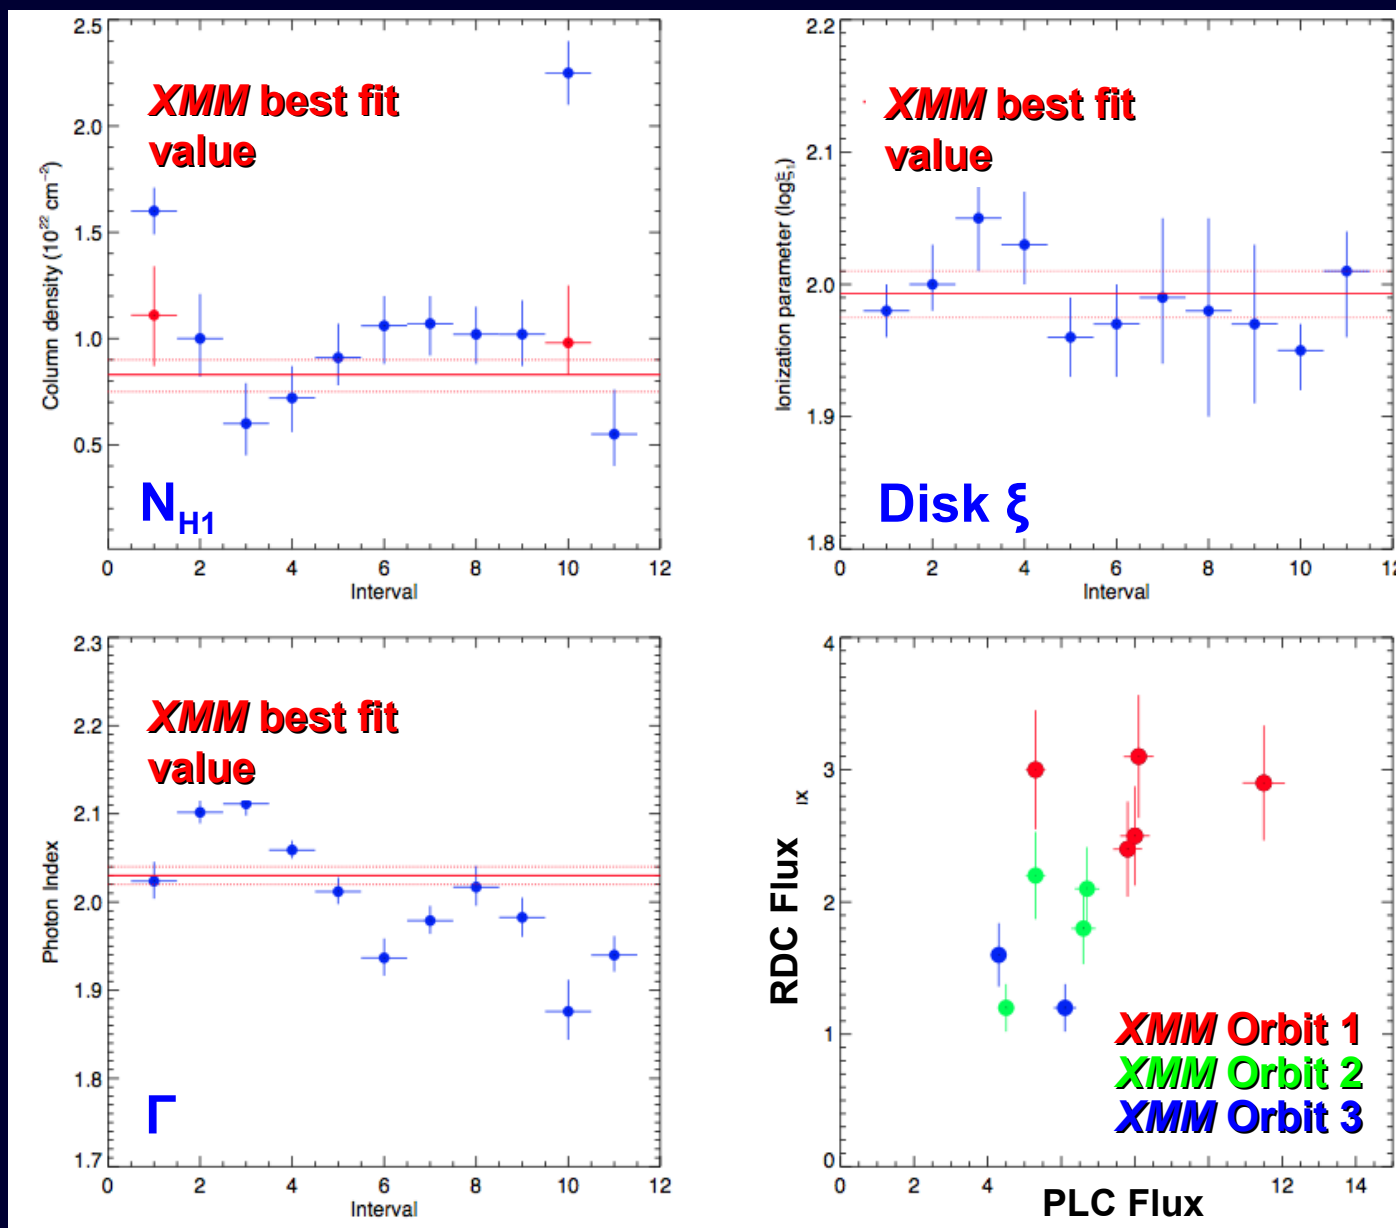 2.5
2.0
1.5
1.0
0.5
0 2 4 6 8 10 12
Interval
Column density (10²² cm⁻²)
XMM best fit
value
N_H1
2.2
2.1
2.0
1.9
1.8
0 2 4 6 8 10 12
Interval
Ionization parameter (logξ₁)
XMM best fit
value
Disk ξ
2.3
2.2
2.1
2.0
1.9
1.8
1.7
0 2 4 6 8 10 12
Interval
Photon Index
XMM best fit
value
Γ
4
3
2
1
0
2 4 12 14
PLC Flux
RDC Flux
XMM Orbit 1
XMM Orbit 2
XMM Orbit 3